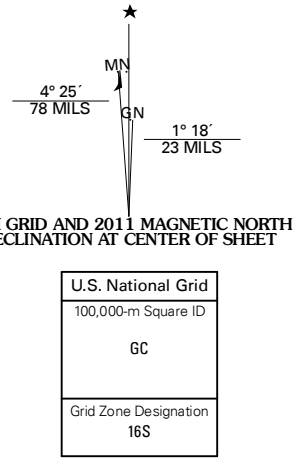 MN
GN
4° 25´
78 MILS
1° 18´
23 MILS
GRID AND 2011 MAGNETIC NORTH
ECLINATION AT CENTER OF SHEET
U.S. National Grid
100,000-m Square ID
GC
Grid Zone Designation
16S